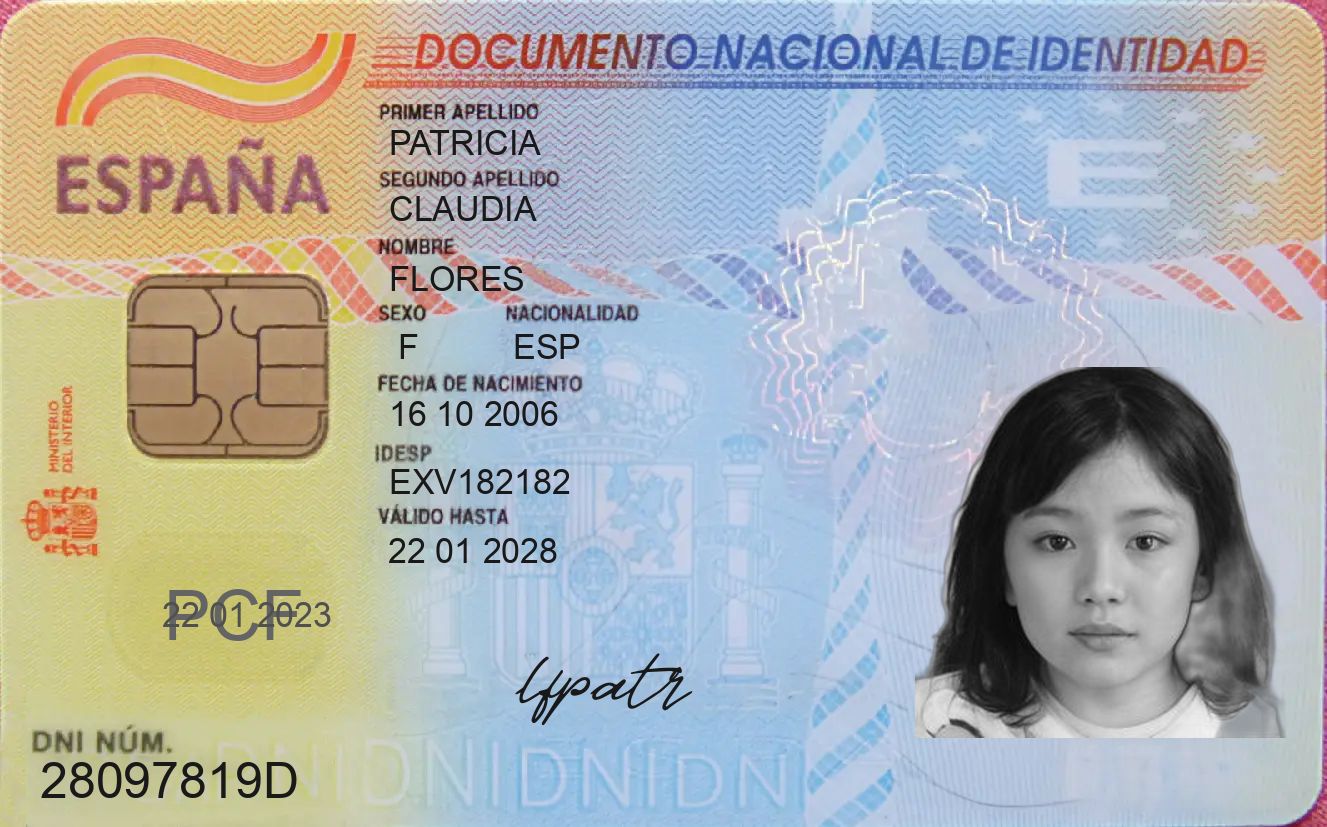 DOCUMENTO NACIONAL DE IDENTIDAD
ESPAÑA
PRIMER APELLIDO
PATRICIA
SEGUNDO APELLIDO
CLAUDIA
NOMBRE
FLORES
SEXO NACIONALIDAD
F ESP
FECHA DE NACIMIENTO
16 10 2006
IDESP
EXV182182
VÁLIDO HASTA
22 01 2028
MINISTERIO
DEL INTERIOR
E
PCF
22 01 2023
lfpatr
DNI NÚM.
28097819D
DNIDNIDNIDNI